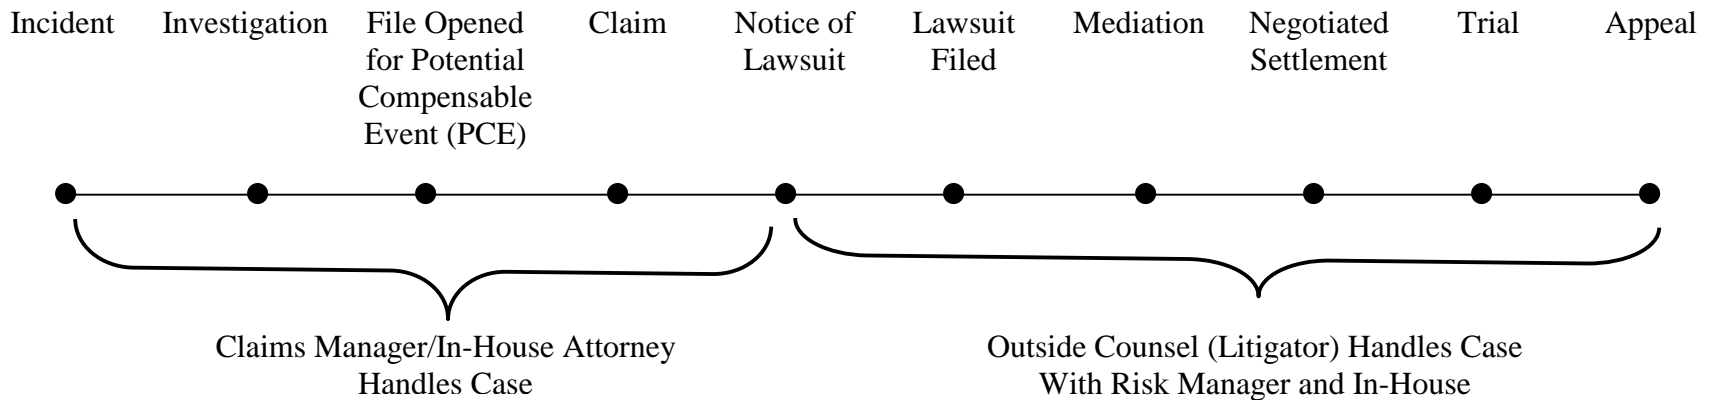 Incident
Investigation
File Opened
for Potential
Compensable
Event (PCE)
Claim
Notice of
Lawsuit
Lawsuit
Filed
Mediation
Negotiated
Settlement
Trial
Appeal
Claims Manager/In-House Attorney
Handles Case
Outside Counsel (Litigator) Handles Case
With Risk Manager and In-House